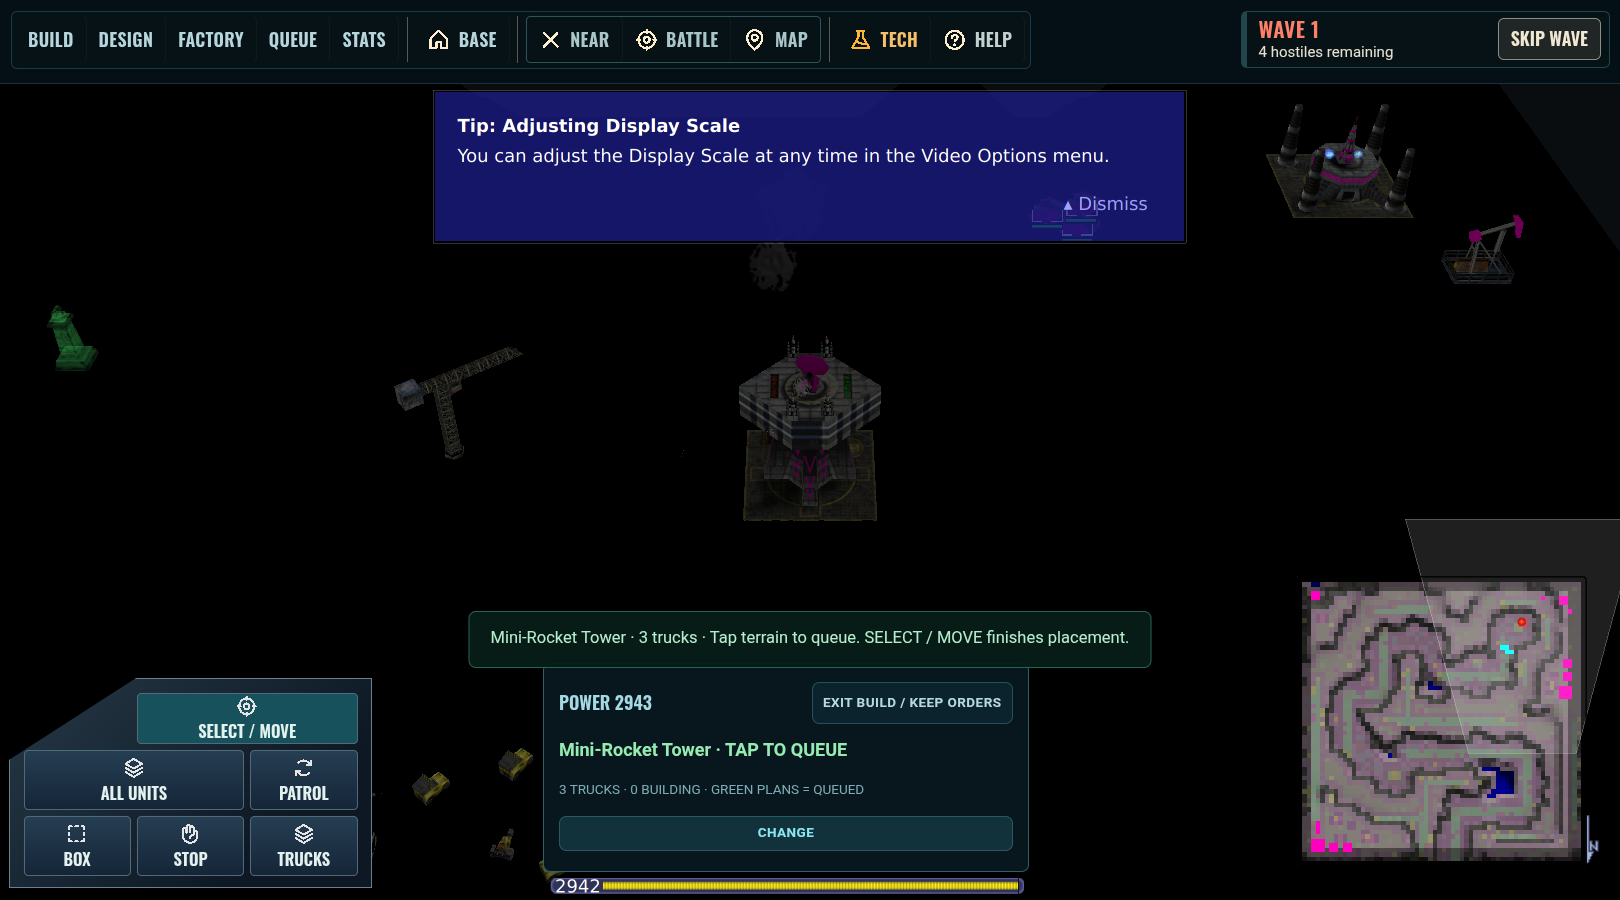 BUILD
DESIGN
FACTORY
QUEUE
STATS
BASE
NEAR
BATTLE
MAP
TECH
HELP
WAVE 1
4 hostiles remaining
SKIP WAVE
Tip: Adjusting Display Scale
You can adjust the Display Scale at any time in the Video Options menu.
▲ Dismiss
Mini-Rocket Tower · 3 trucks · Tap terrain to queue. SELECT / MOVE finishes placement.
POWER 2943
EXIT BUILD / KEEP ORDERS
Mini-Rocket Tower · TAP TO QUEUE
3 TRUCKS · 0 BUILDING · GREEN PLANS = QUEUED
CHANGE
2942
SELECT / MOVE
ALL UNITS
PATROL
BOX
STOP
TRUCKS
N